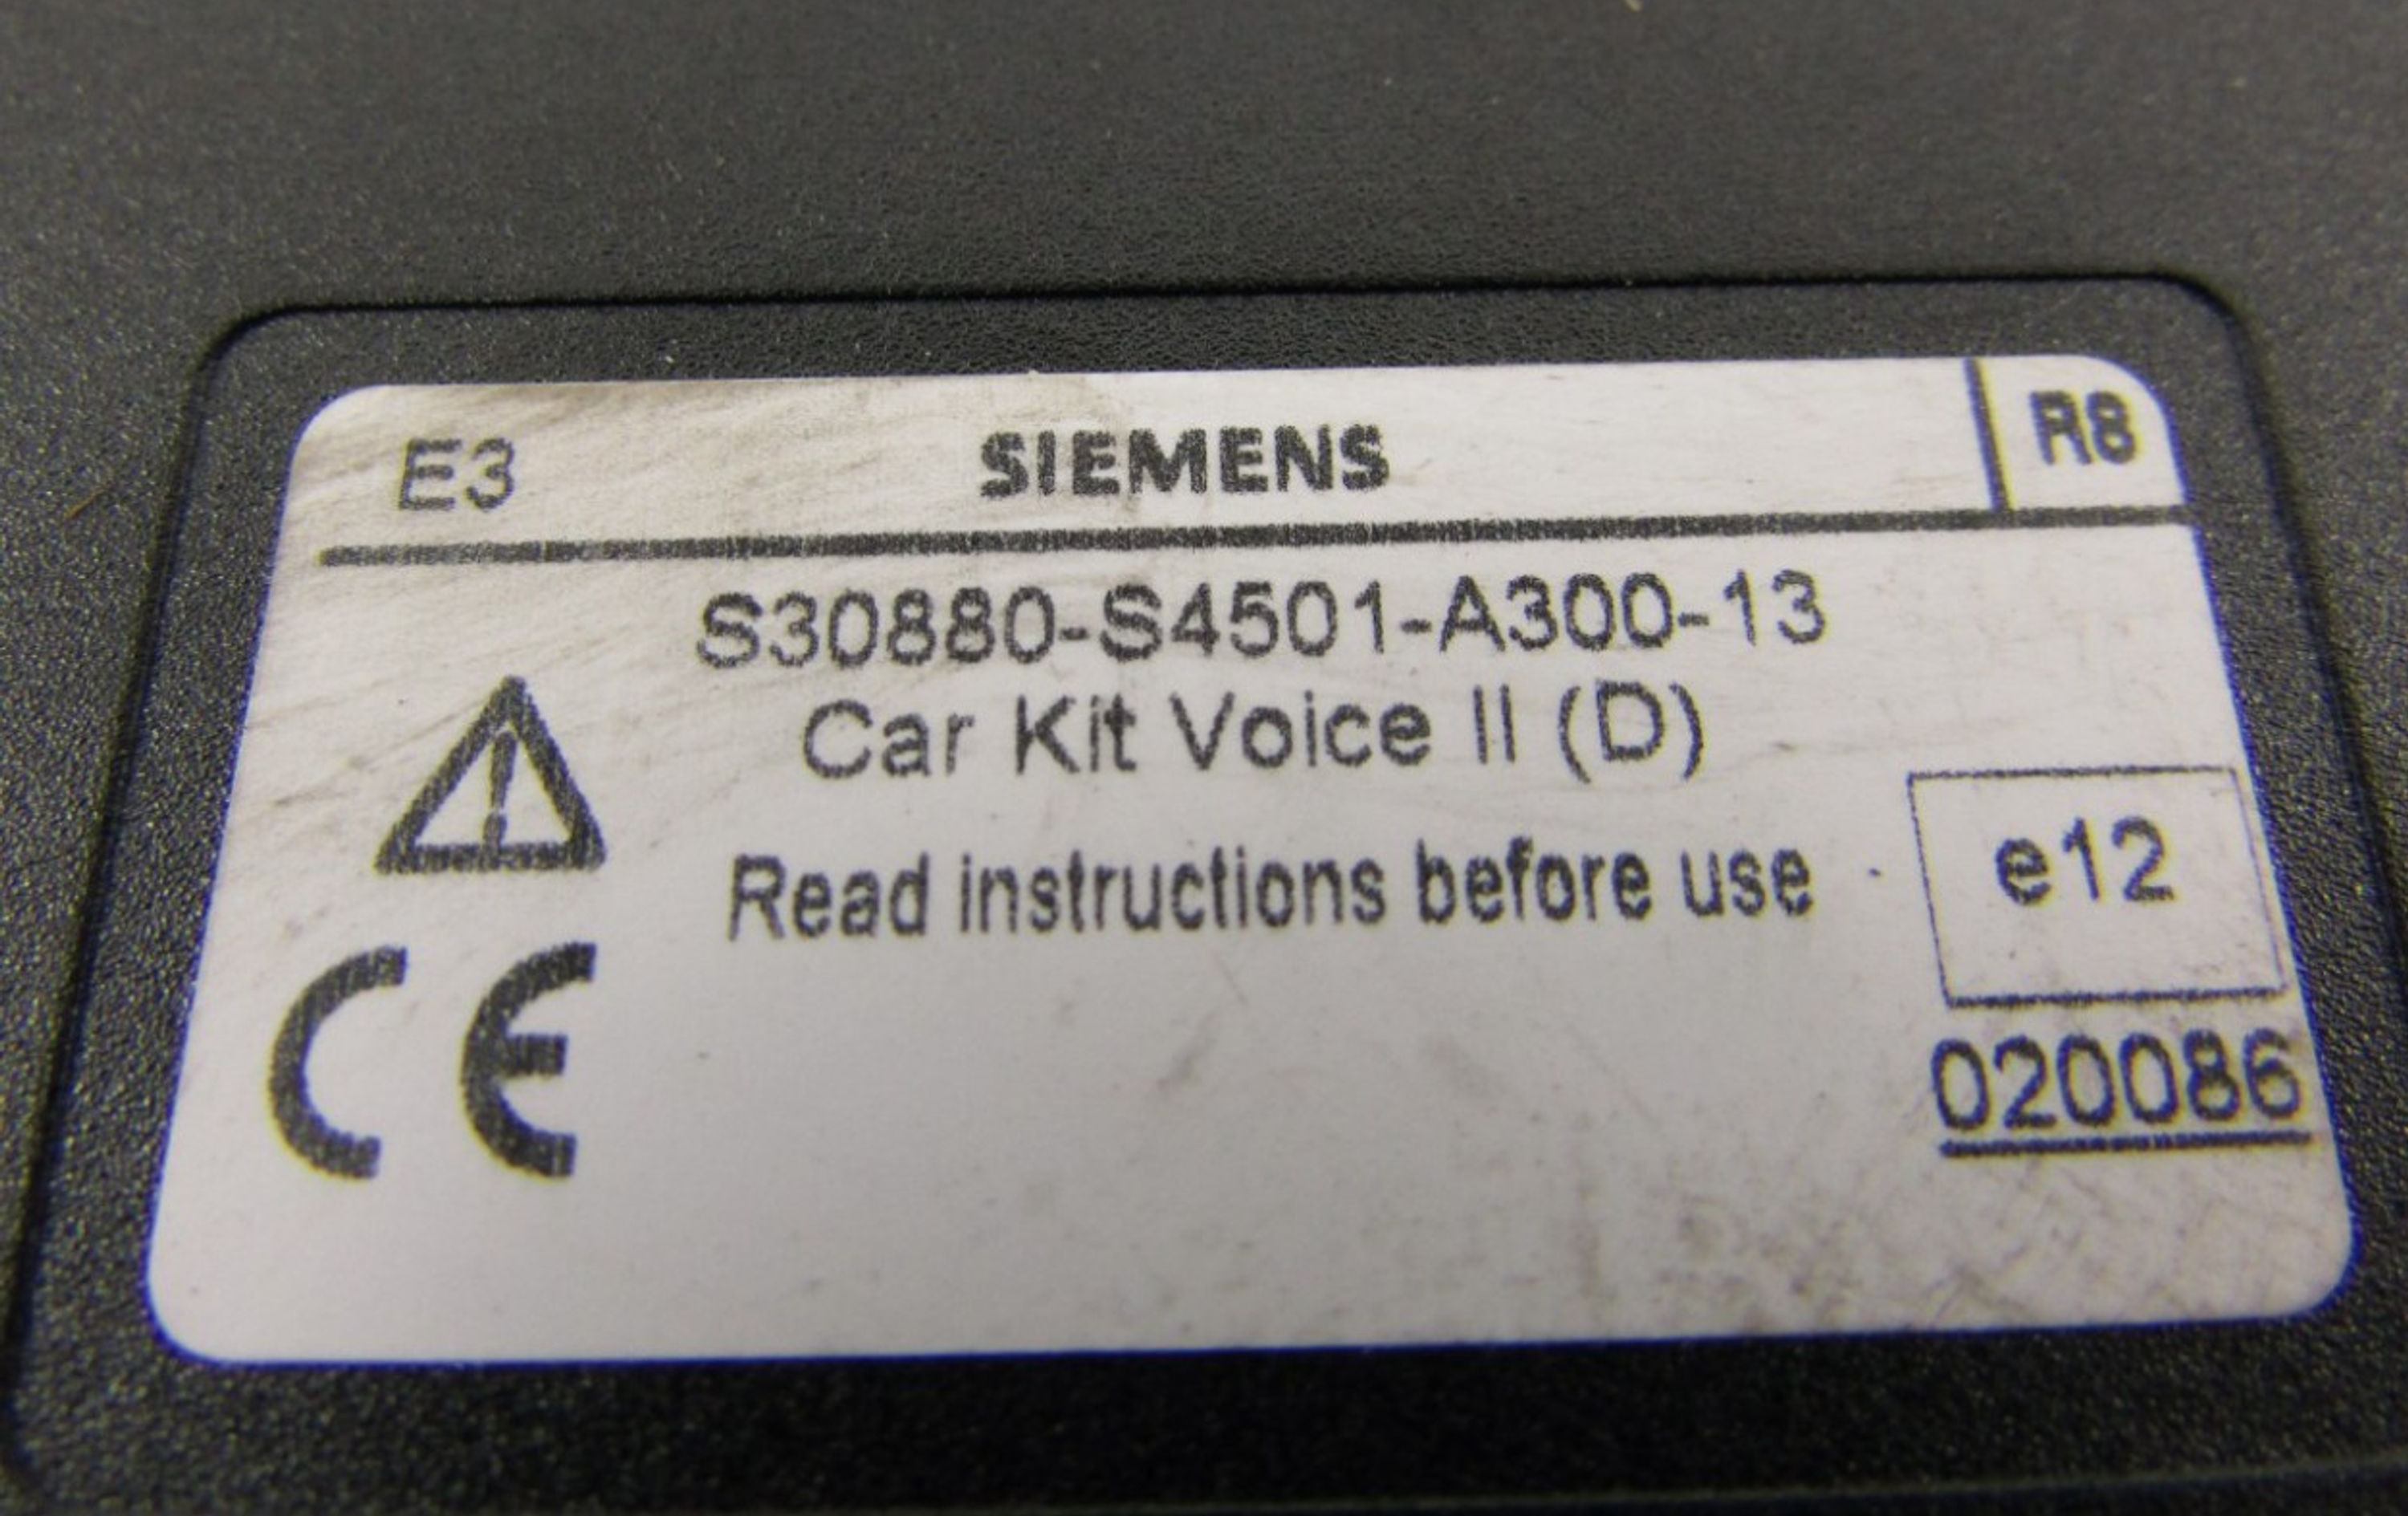 E3 SIEMENS R8
S30880-S4501-A300-13
Car Kit Voice II (D)
Read instructions before use
e12
CE
020086